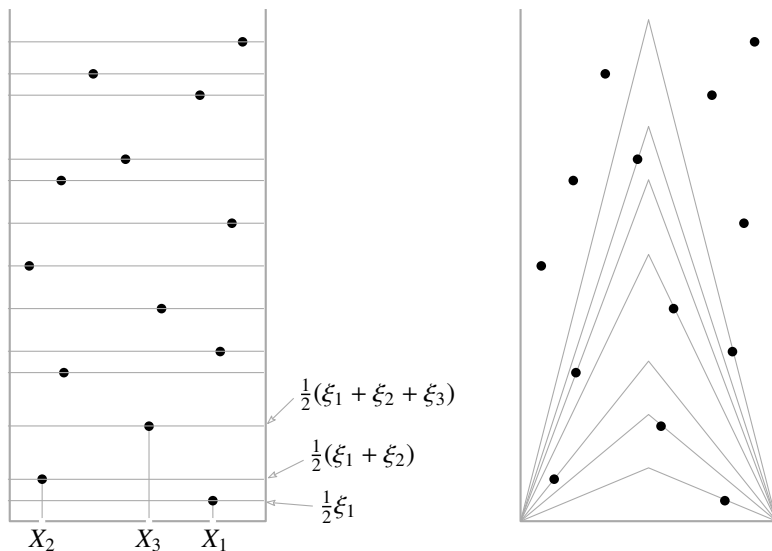 ½(ξ₁ + ξ₂ + ξ₃)
½(ξ₁ + ξ₂)
½ξ₁
X₂ X₃ X₁